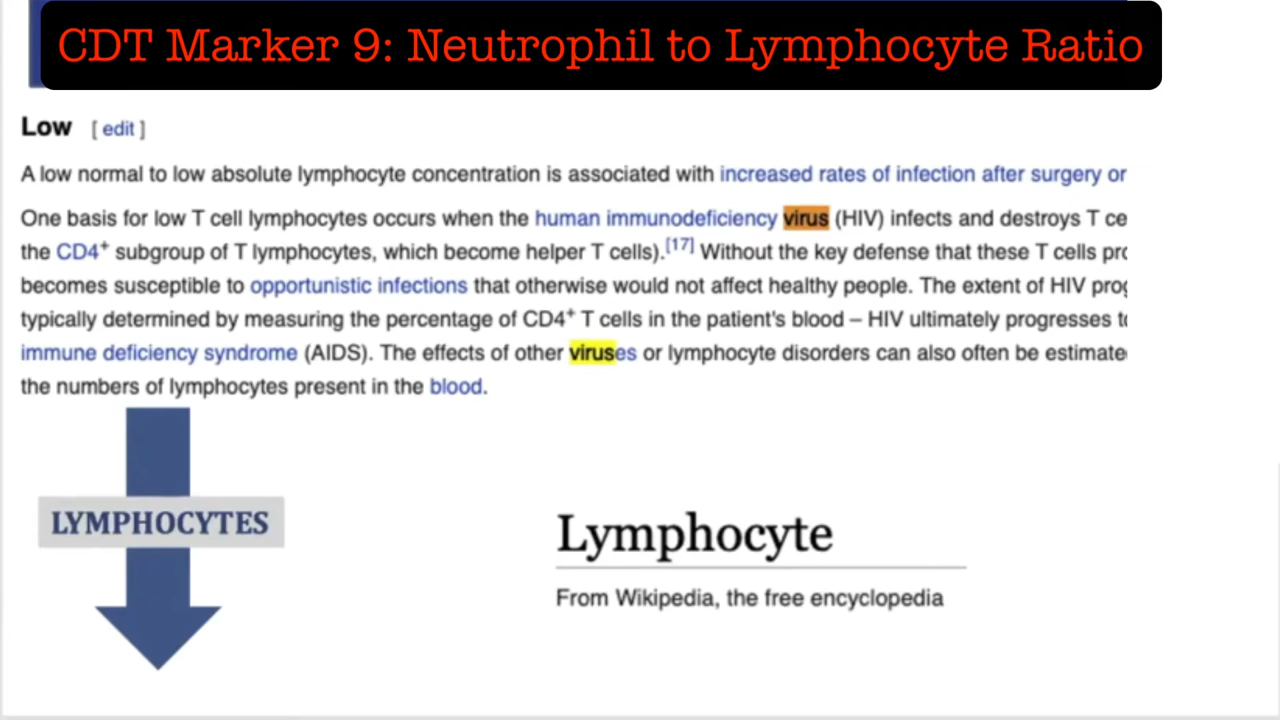 CDT Marker 9: Neutrophil to Lymphocyte Ratio
Low [ edit ]
A low normal to low absolute lymphocyte concentration is associated with increased rates of infection after surgery or
One basis for low T cell lymphocytes occurs when the human immunodeficiency virus (HIV) infects and destroys T ce
the CD4+ subgroup of T lymphocytes, which become helper T cells).[17] Without the key defense that these T cells pro
becomes susceptible to opportunistic infections that otherwise would not affect healthy people. The extent of HIV prog
typically determined by measuring the percentage of CD4+ T cells in the patient's blood – HIV ultimately progresses to
immune deficiency syndrome (AIDS). The effects of other viruses or lymphocyte disorders can also often be estimate
the numbers of lymphocytes present in the blood.
LYMPHOCYTES
Lymphocyte
From Wikipedia, the free encyclopedia